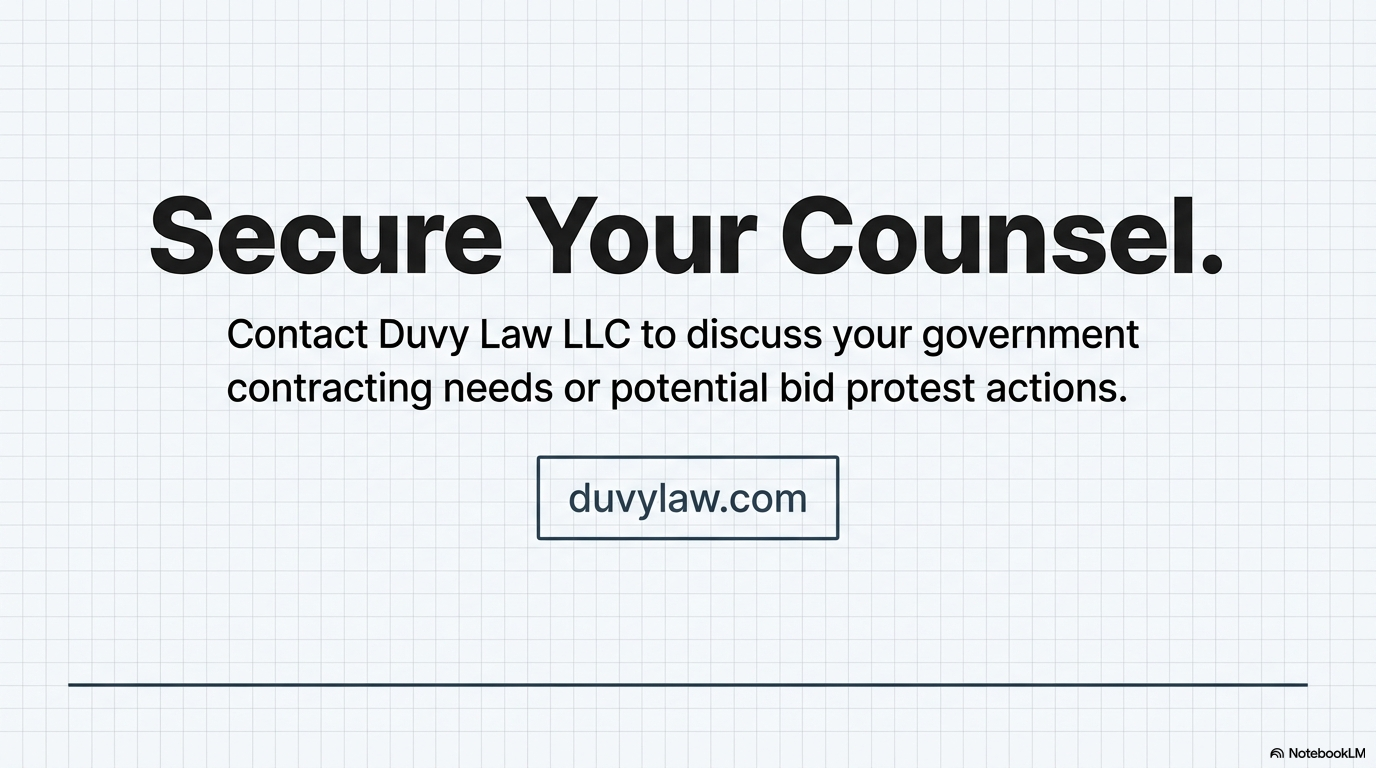 Secure Your Counsel.
Contact Duvy Law LLC to discuss your government
contracting needs or potential bid protest actions.
duvylaw.com
NotebookLM